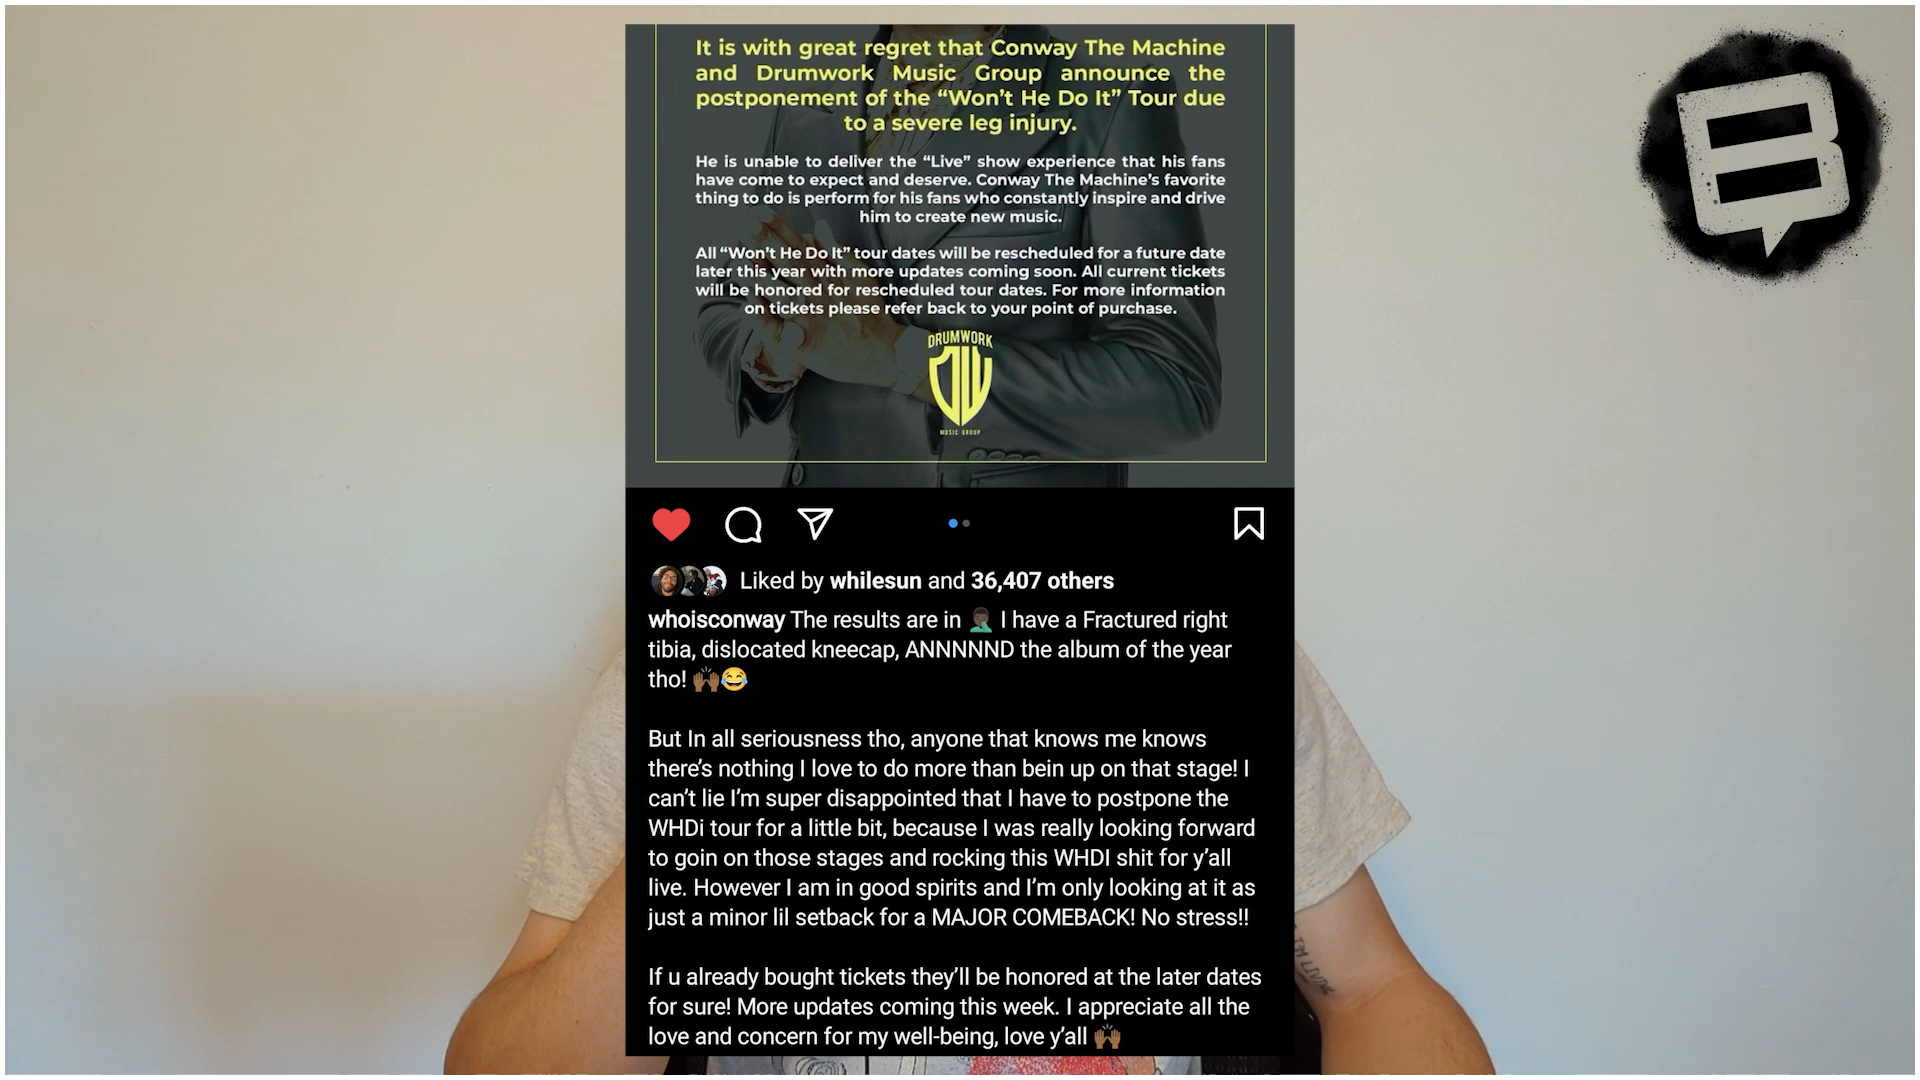 It is with great regret that Conway The Machine
and Drumwork Music Group announce the
postponement of the “Won’t He Do It” Tour due
to a severe leg injury.
He is unable to deliver the “Live” show experience that his fans
have come to expect and deserve. Conway The Machine’s favorite
thing to do is perform for his fans who constantly inspire and drive
him to create new music.
All “Won’t He Do It” tour dates will be rescheduled for a future date
later this year with more updates coming soon. All current tickets
will be honored for rescheduled tour dates. For more information
on tickets please refer back to your point of purchase.
DRUMWORK
MUSIC GROUP
Liked by whilesun and 36,407 others
whoisconway The results are in 🤦🏿‍♂️ I have a Fractured right
tibia, dislocated kneecap, ANNNNND the album of the year
tho! 🙌🏾😂
But In all seriousness tho, anyone that knows me knows
there’s nothing I love to do more than bein up on that stage! I
can’t lie I’m super disappointed that I have to postpone the
WHDi tour for a little bit, because I was really looking forward
to goin on those stages and rocking this WHDI shit for y’all
live. However I am in good spirits and I’m only looking at it as
just a minor lil setback for a MAJOR COMEBACK! No stress!!
If u already bought tickets they’ll be honored at the later dates
for sure! More updates coming this week. I appreciate all the
love and concern for my well-being, love y’all 🙌🏾
B